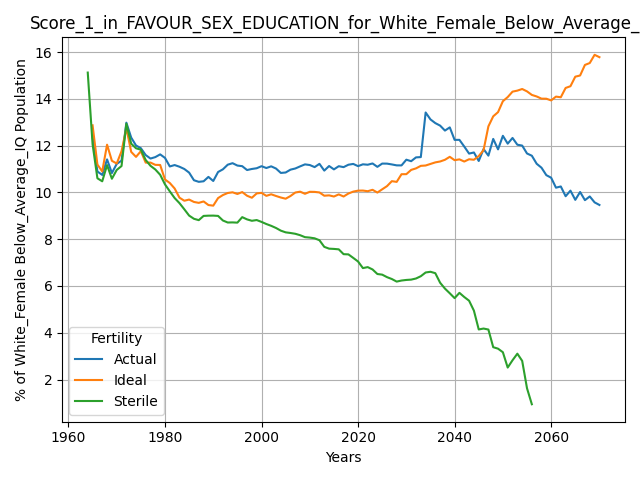 Score_1_in_FAVOUR_SEX_EDUCATION_for_White_Female_Below_Average_
% of White_Female Below_Average_IQ Population
16
14
12
10
8
6
4
2
Fertility
Actual
Ideal
Sterile
1960 1980 2000 2020 2040 2060
Years